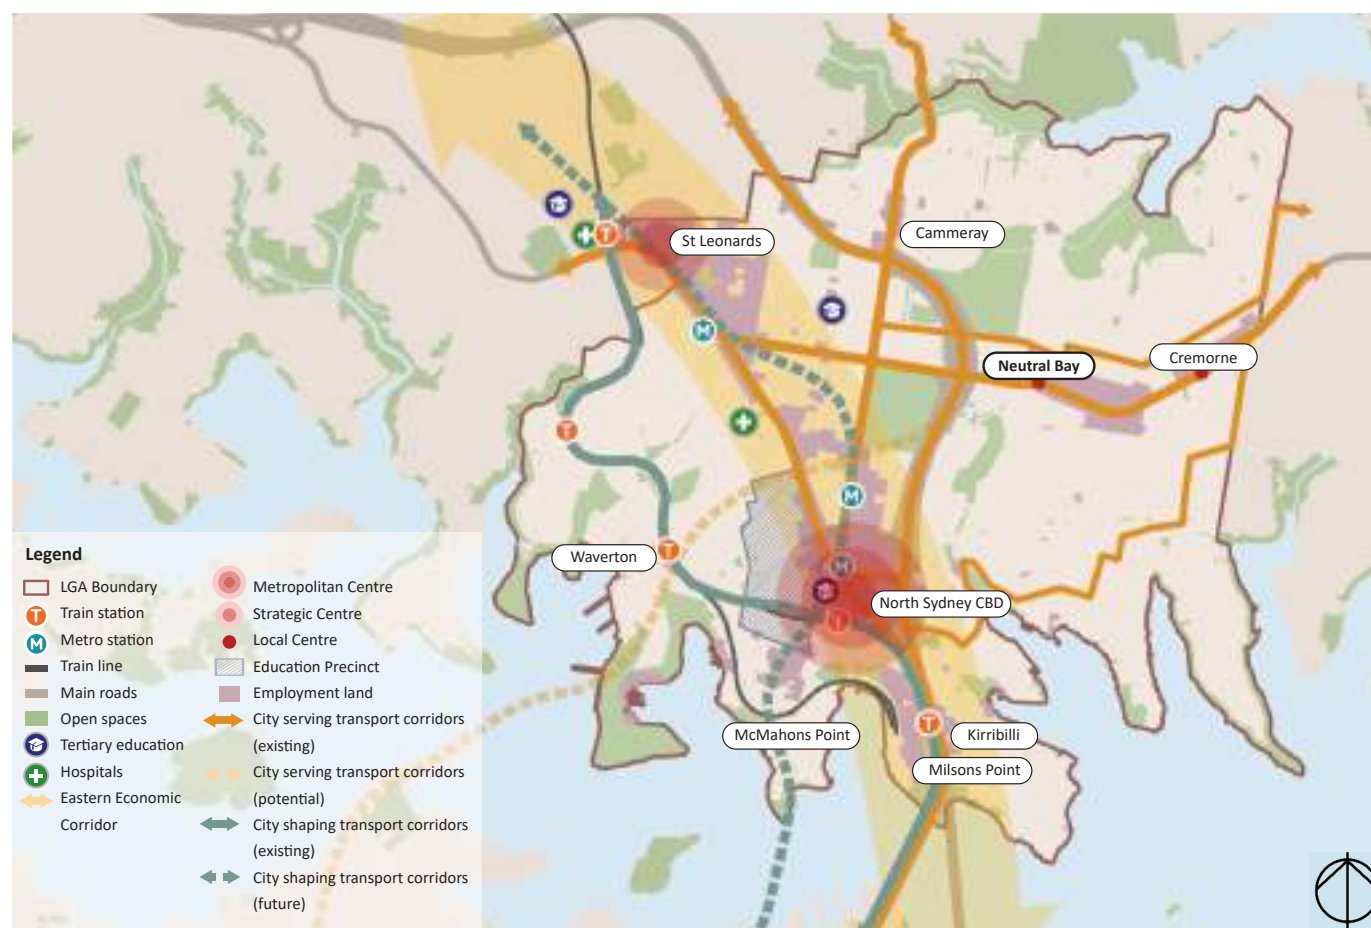 St Leonards
Cammeray
Neutral Bay
Cremorne
Waverton
North Sydney CBD
McMahons Point
Kirribilli
Milsons Point
T
M
T
M
T
M
T
T
Legend
LGA Boundary
T Train station
M Metro station
Train line
Main roads
Open spaces
Tertiary education
Hospitals
Eastern Economic
Corridor
Metropolitan Centre
Strategic Centre
Local Centre
Education Precinct
Employment land
City serving transport corridors
(existing)
City serving transport corridors
(potential)
City shaping transport corridors
(existing)
City shaping transport corridors
(future)